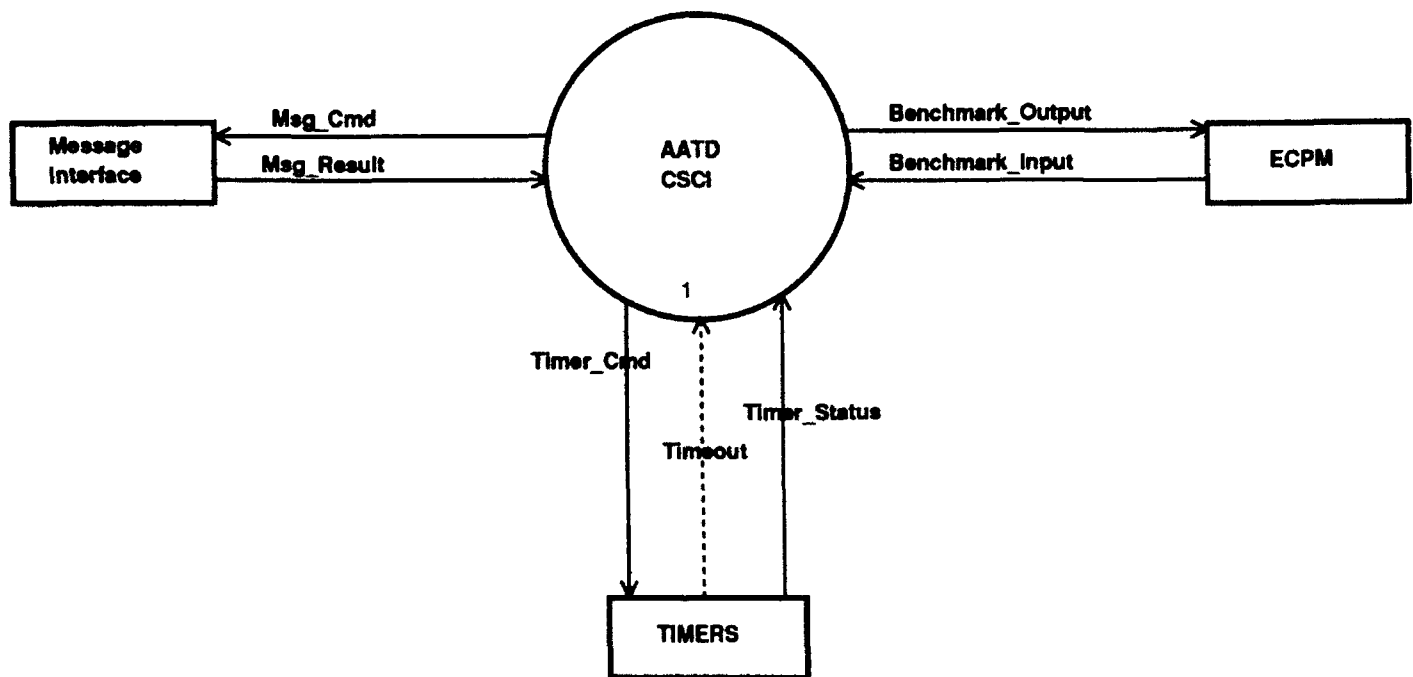 Msg_Cmd
Message
Interface
Msg_Result
AATD
CSCI
1
Benchmark_Output
Benchmark_Input
ECPM
Timer_Cmd
Timer_Status
Timeout
TIMERS